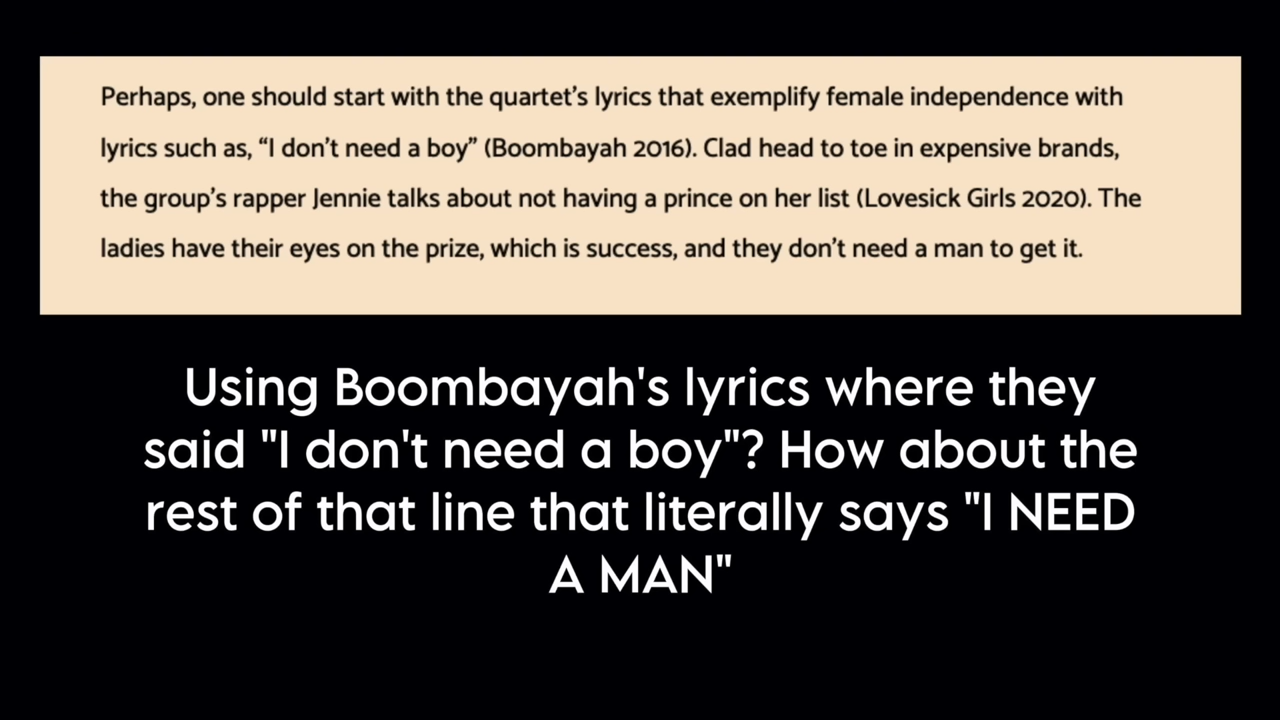 Perhaps, one should start with the quartet’s lyrics that exemplify female independence with
lyrics such as, “I don’t need a boy” (Boombayah 2016). Clad head to toe in expensive brands,
the group’s rapper Jennie talks about not having a prince on her list (Lovesick Girls 2020). The
ladies have their eyes on the prize, which is success, and they don’t need a man to get it.
Using Boombayah's lyrics where they
said "I don't need a boy"? How about the
rest of that line that literally says "I NEED
A MAN"